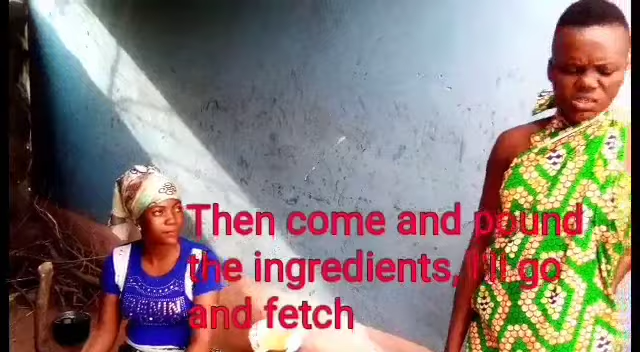 Then come and pound
the ingredients, I'll go
and fetch